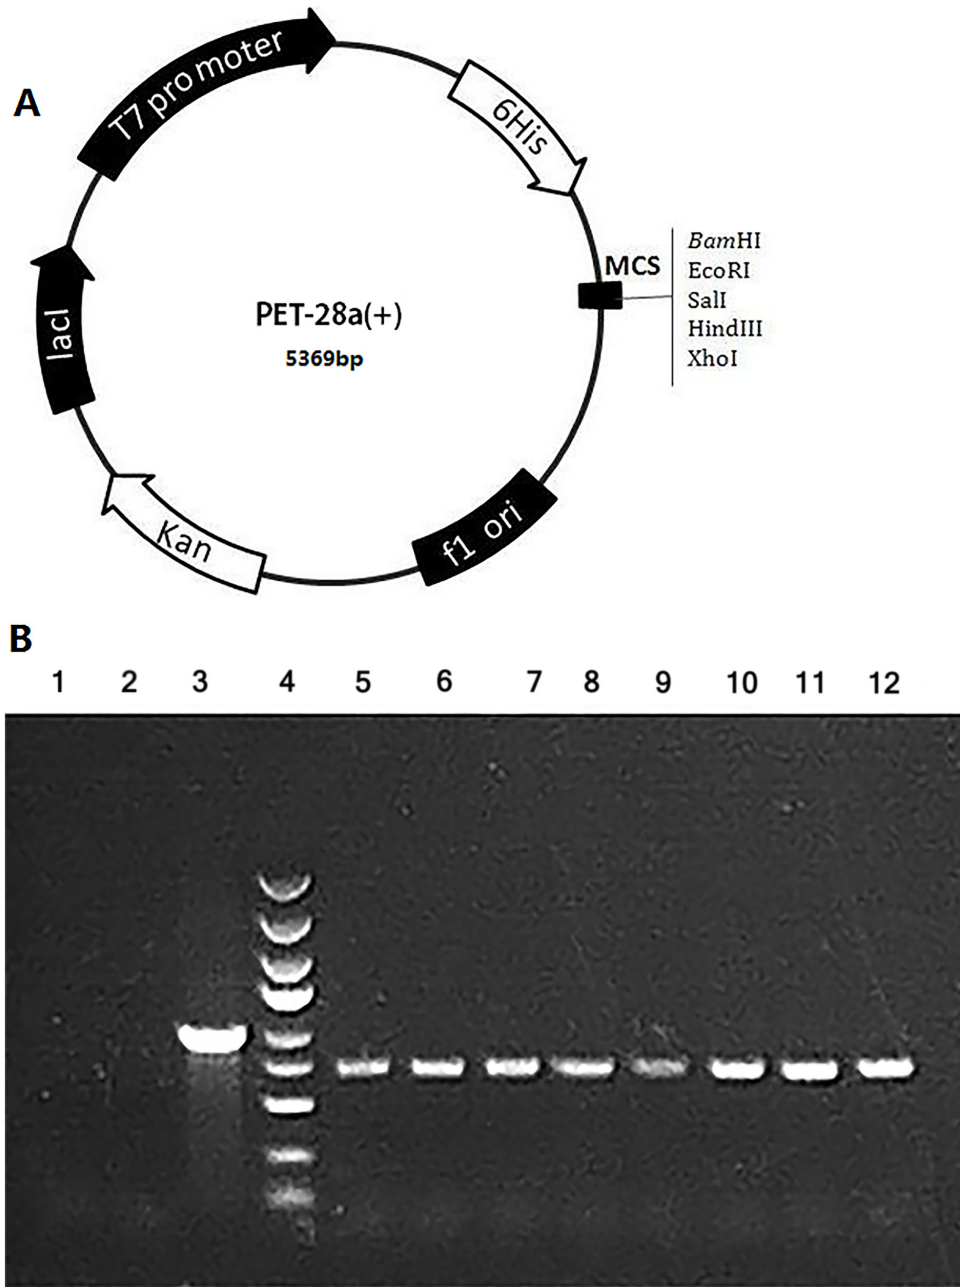 A
T7 pro moter
6His
MCS
BamHI
EcoRI
SalI
HindIII
XhoI
PET-28a(+)
5369bp
lacI
Kan
f1 ori
B
1 2 3 4 5 6 7 8 9 10 11 12